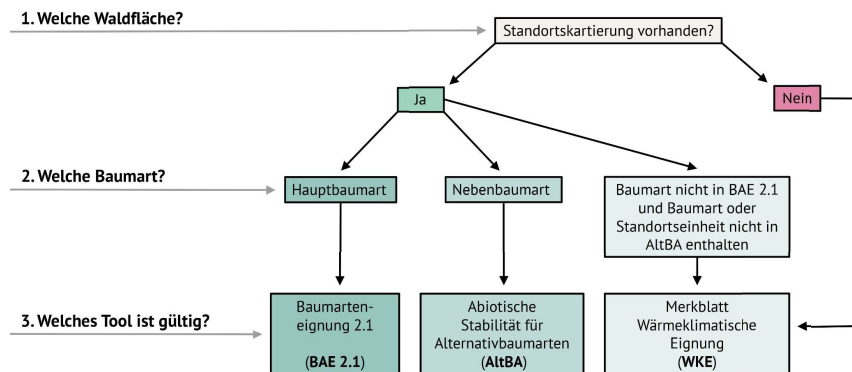 1. Welche Waldfläche?
Standortskartierung vorhanden?
Ja
Nein
2. Welche Baumart?
Hauptbaumart
Nebenbaumart
Baumart nicht in BAE 2.1
und Baumart oder
Standortseinheit nicht in
AltBA enthalten
3. Welches Tool ist gültig?
Baumarten-
eignung 2.1
(BAE 2.1)
Abiotische
Stabilität für
Alternativbaumarten
(AltBA)
Merkblatt
Wärmeklimatische
Eignung
(WKE)